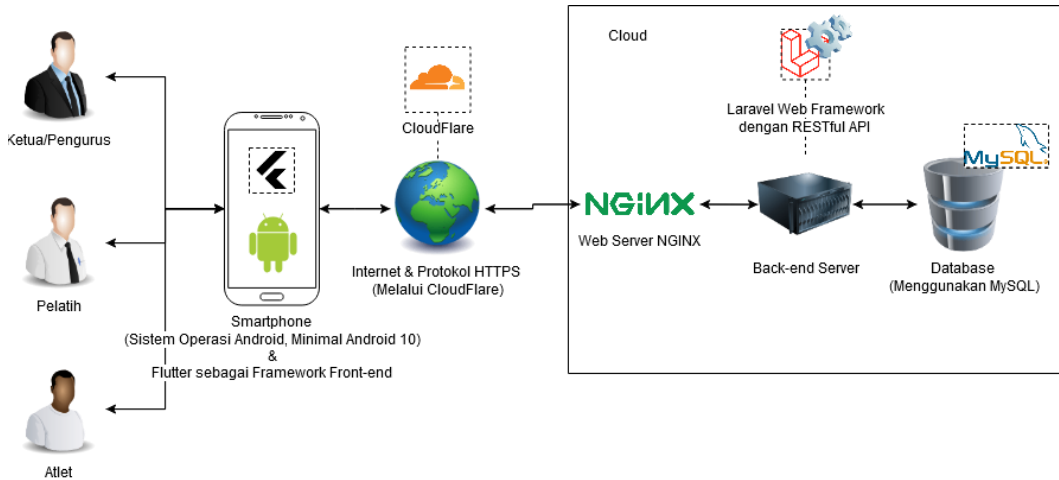 Cloud
CloudFlare
Laravel Web Framework
dengan RESTful API
MySQL
Ketua/Pengurus
NGINX
Web Server NGINX
Internet & Protokol HTTPS
(Melalui CloudFlare)
Back-end Server
Database
(Menggunakan MySQL)
Pelatih
Smartphone
(Sistem Operasi Android, Minimal Android 10)
&
Flutter sebagai Framework Front-end
Atlet